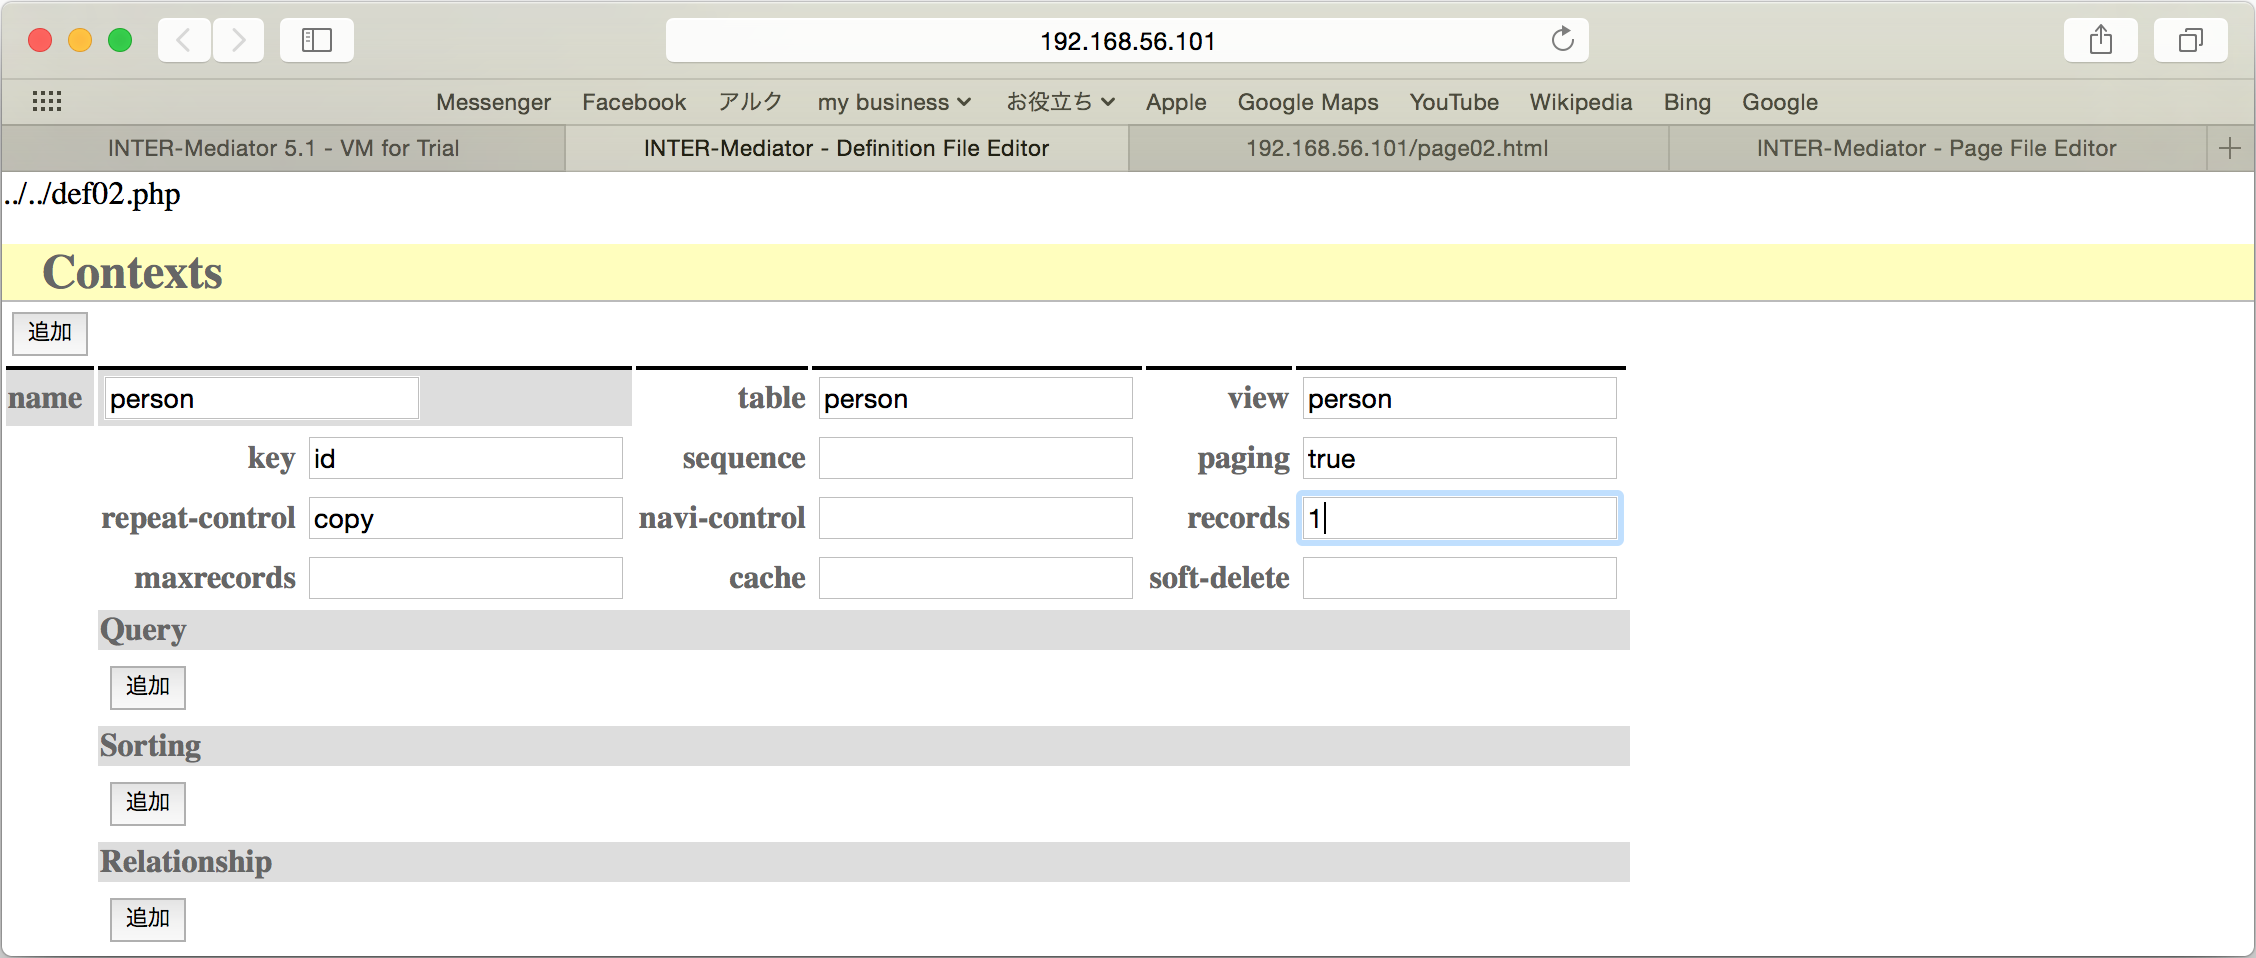 192.168.56.101
Messenger Facebook アルク my business お役立ち Apple Google Maps YouTube Wikipedia Bing Google
INTER-Mediator 5.1 - VM for Trial INTER-Mediator - Definition File Editor 192.168.56.101/page02.html INTER-Mediator - Page File Editor
../../def02.php
Contexts
追加
name person table person view person
key id sequence paging true
repeat-control copy navi-control records 1
maxrecords cache soft-delete
Query
追加
Sorting
追加
Relationship
追加